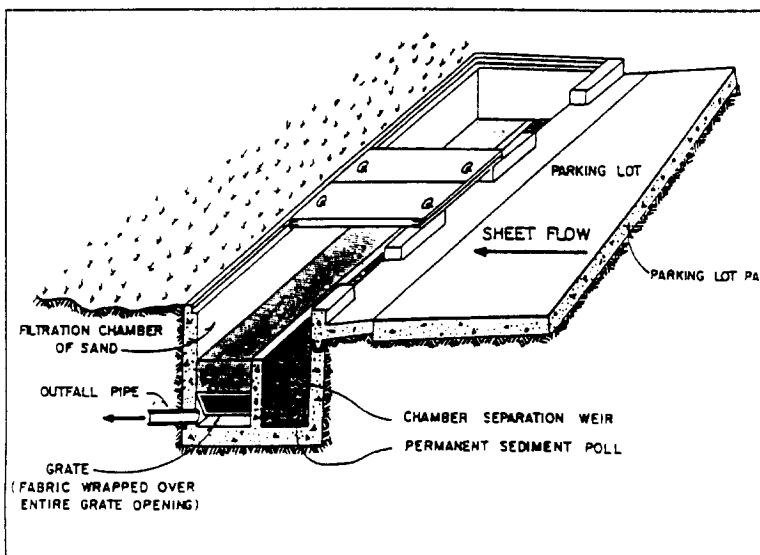 PARKING LOT
SHEET FLOW
PARKING LOT PA
FILTRATION CHAMBER
OF SAND
OUTFALL PIPE
CHAMBER SEPARATION WEIR
PERMANENT SEDIMENT POLL
GRATE
(FABRIC WRAPPED OVER
ENTIRE GRATE OPENING)